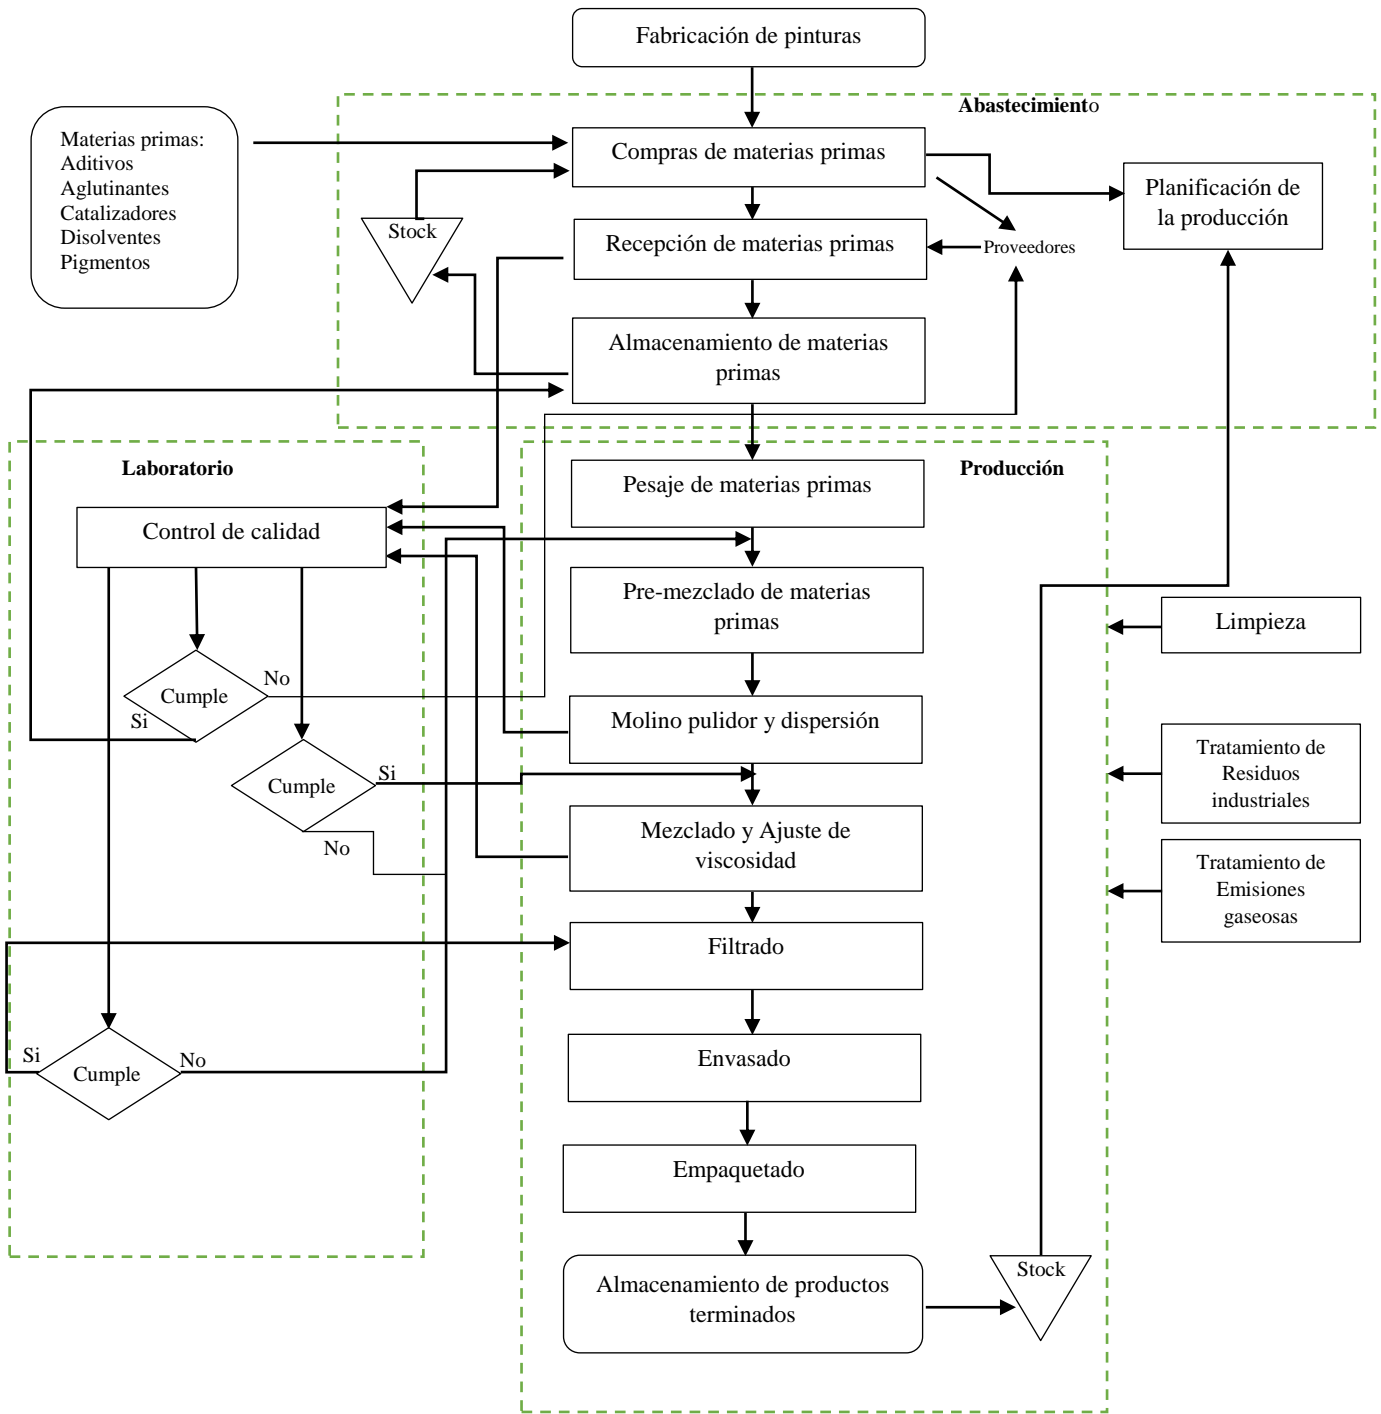 Fabricación de pinturas
Abastecimiento
Materias primas:
Aditivos
Aglutinantes
Catalizadores
Disolventes
Pigmentos
Compras de materias primas
Planificación de
la producción
Stock
Recepción de materias primas
Proveedores
Almacenamiento de materias
primas
Laboratorio
Producción
Pesaje de materias primas
Control de calidad
Pre-mezclado de materias
primas
Limpieza
No
Cumple
Si
Molino pulidor y dispersión
Tratamiento de
Residuos
industriales
Si
Cumple
No
Mezclado y Ajuste de
viscosidad
Tratamiento de
Emisiones
gaseosas
Filtrado
Si
No
Cumple
Envasado
Empaquetado
Stock
Almacenamiento de productos
terminados